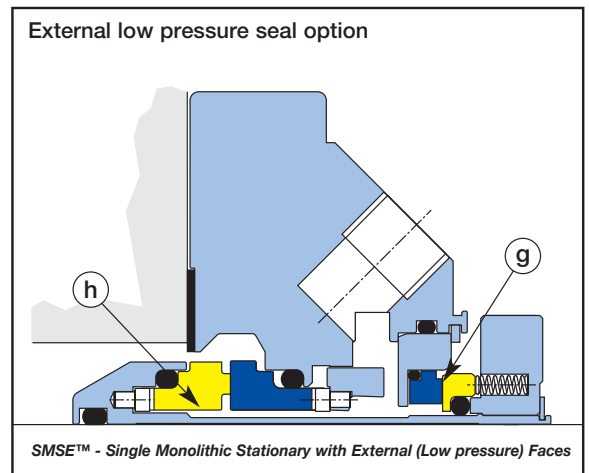 External low pressure seal option
h
g
SMSE™ - Single Monolithic Stationary with External (Low pressure) Faces